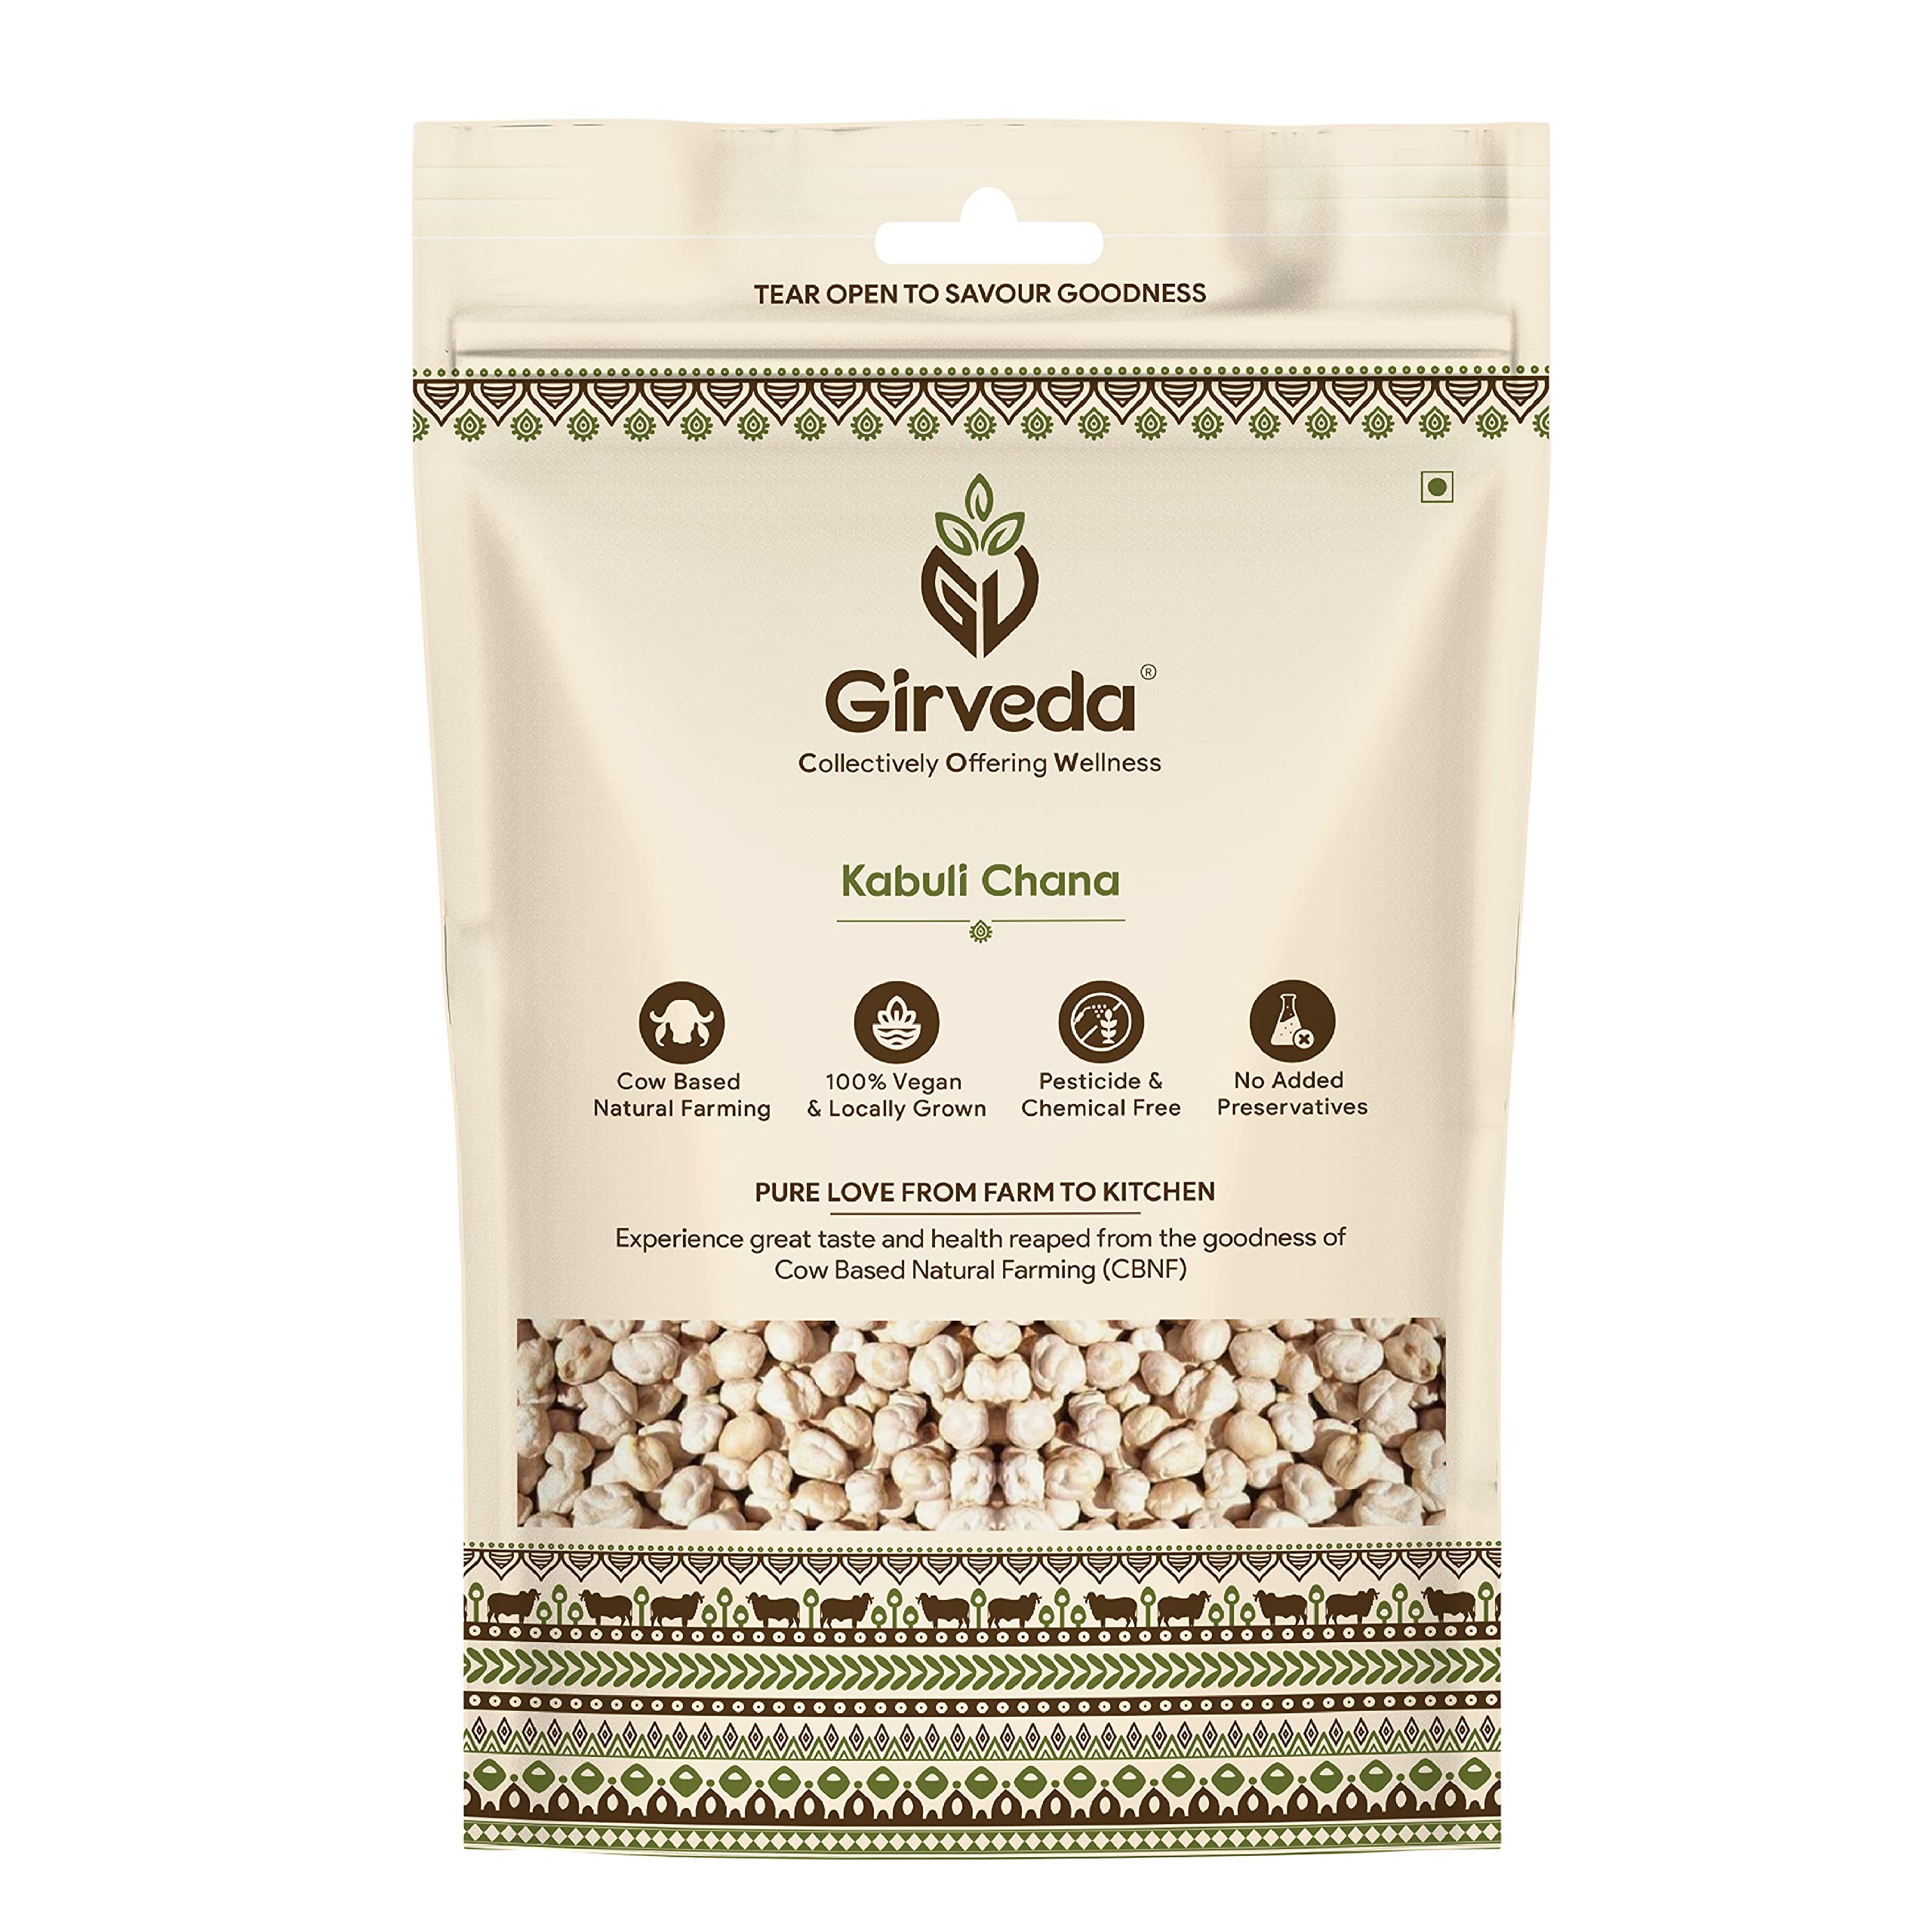 TEAR OPEN TO SAVOUR GOODNESS
GV
Girveda®
Collectively Offering Wellness
Kabuli Chana
Cow Based
Natural Farming
100% Vegan
& Locally Grown
Pesticide &
Chemical Free
No Added
Preservatives
PURE LOVE FROM FARM TO KITCHEN
Experience great taste and health reaped from the goodness of
Cow Based Natural Farming (CBNF)